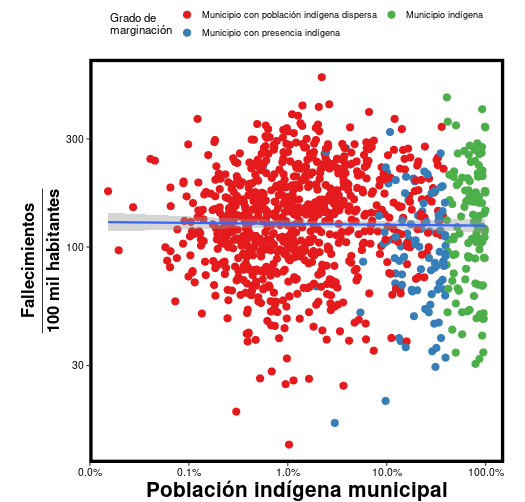 Grado de
marginación
Municipio con población indígena dispersa
Municipio indígena
Municipio con presencia indígena
Fallecimientos
100 mil habitantes
300
100
30
0.0%
0.1%
1.0%
10.0%
100.0%
Población indígena municipal